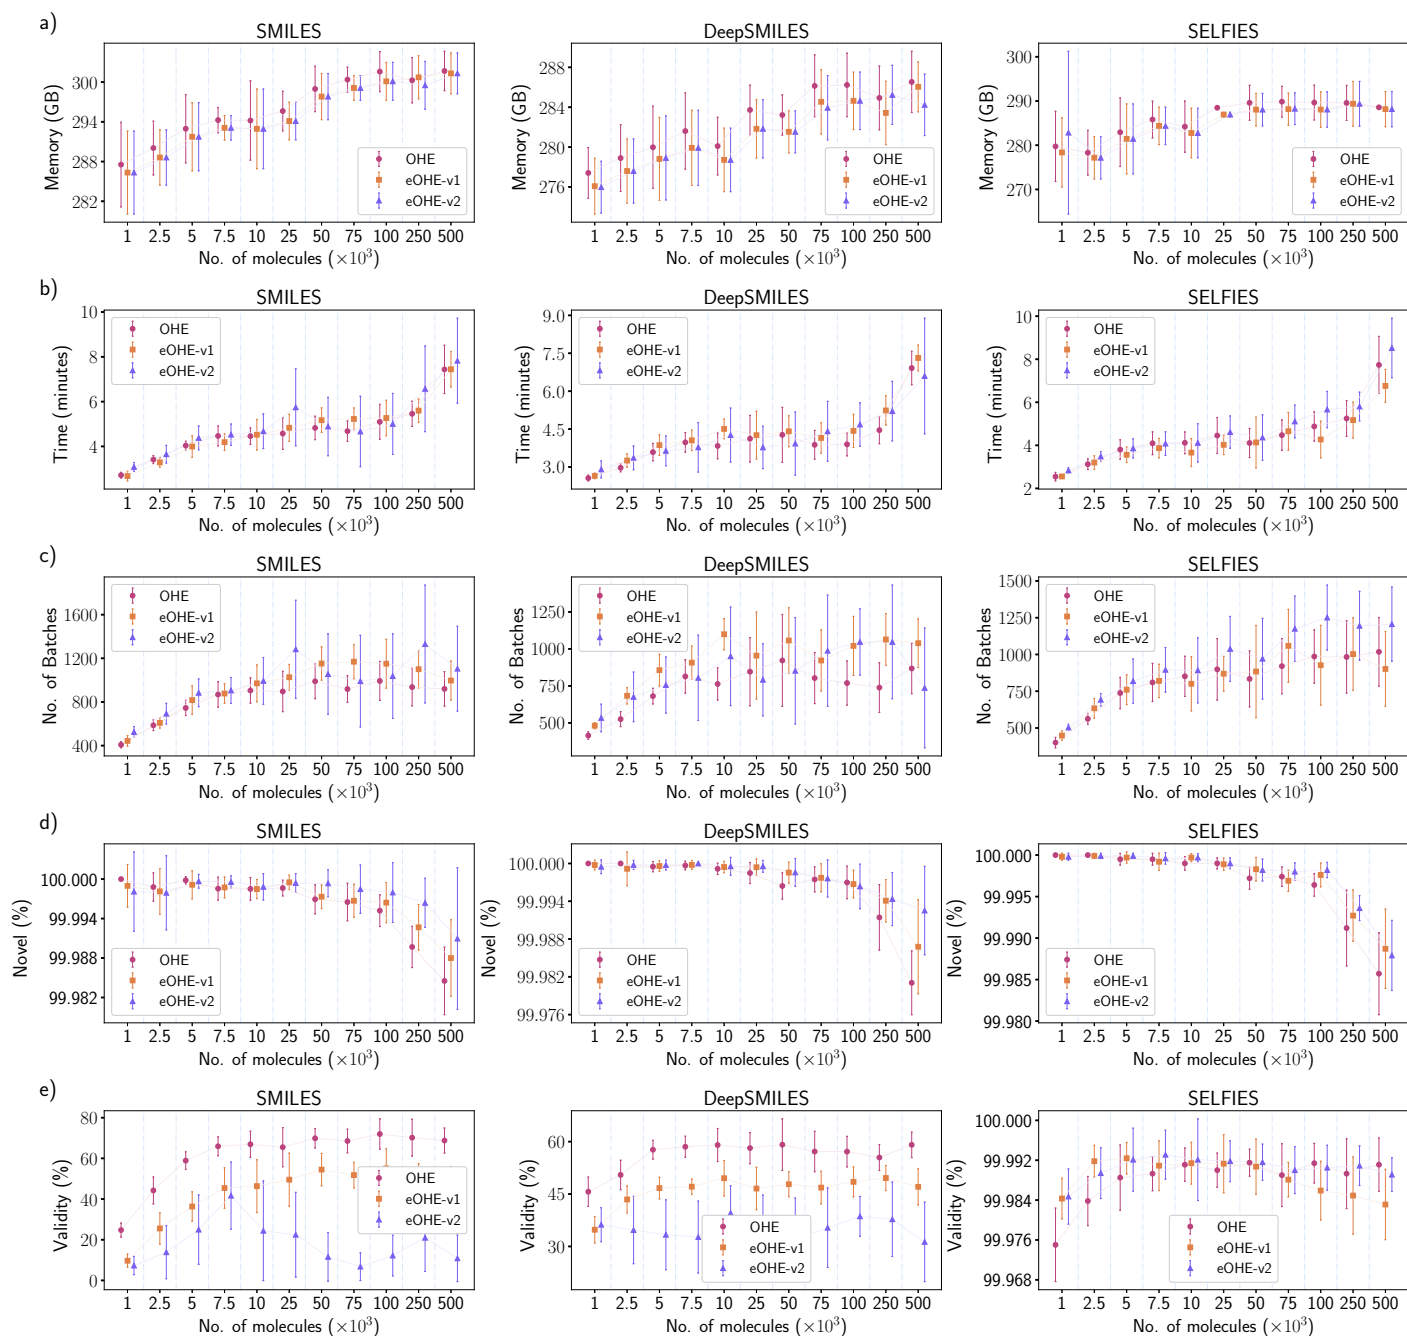 a)
SMILES
DeepSMILES
SELFIES
Memory (GB)
300
294
288
282
OHE
eOHE-v1
eOHE-v2
1 2.5 5 7.5 10 25 50 75 100 250 500
No. of molecules (×10³)
Memory (GB)
288
284
280
276
OHE
eOHE-v1
eOHE-v2
1 2.5 5 7.5 10 25 50 75 100 250 500
No. of molecules (×10³)
Memory (GB)
300
290
280
270
OHE
eOHE-v1
eOHE-v2
1 2.5 5 7.5 10 25 50 75 100 250 500
No. of molecules (×10³)
b)
SMILES
DeepSMILES
SELFIES
Time (minutes)
10
8
6
4
OHE
eOHE-v1
eOHE-v2
1 2.5 5 7.5 10 25 50 75 100 250 500
No. of molecules (×10³)
Time (minutes)
9.0
7.5
6.0
4.5
3.0
OHE
eOHE-v1
eOHE-v2
1 2.5 5 7.5 10 25 50 75 100 250 500
No. of molecules (×10³)
Time (minutes)
10
8
6
4
2
OHE
eOHE-v1
eOHE-v2
1 2.5 5 7.5 10 25 50 75 100 250 500
No. of molecules (×10³)
c)
SMILES
DeepSMILES
SELFIES
No. of Batches
1600
1200
800
400
OHE
eOHE-v1
eOHE-v2
1 2.5 5 7.5 10 25 50 75 100 250 500
No. of molecules (×10³)
No. of Batches
1250
1000
750
500
OHE
eOHE-v1
eOHE-v2
1 2.5 5 7.5 10 25 50 75 100 250 500
No. of molecules (×10³)
No. of Batches
1500
1250
1000
750
500
250
OHE
eOHE-v1
eOHE-v2
1 2.5 5 7.5 10 25 50 75 100 250 500
No. of molecules (×10³)
d)
SMILES
DeepSMILES
SELFIES
Novel (%)
100.000
99.994
99.988
99.982
OHE
eOHE-v1
eOHE-v2
1 2.5 5 7.5 10 25 50 75 100 250 500
No. of molecules (×10³)
Novel (%)
100.000
99.994
99.988
99.982
99.976
OHE
eOHE-v1
eOHE-v2
1 2.5 5 7.5 10 25 50 75 100 250 500
No. of molecules (×10³)
Novel (%)
100.000
99.995
99.990
99.985
99.980
OHE
eOHE-v1
eOHE-v2
1 2.5 5 7.5 10 25 50 75 100 250 500
No. of molecules (×10³)
e)
SMILES
DeepSMILES
SELFIES
Validity (%)
80
60
40
20
0
OHE
eOHE-v1
eOHE-v2
1 2.5 5 7.5 10 25 50 75 100 250 500
No. of molecules (×10³)
Validity (%)
60
45
30
OHE
eOHE-v1
eOHE-v2
1 2.5 5 7.5 10 25 50 75 100 250 500
No. of molecules (×10³)
Validity (%)
100.000
99.992
99.984
99.976
99.968
OHE
eOHE-v1
eOHE-v2
1 2.5 5 7.5 10 25 50 75 100 250 500
No. of molecules (×10³)